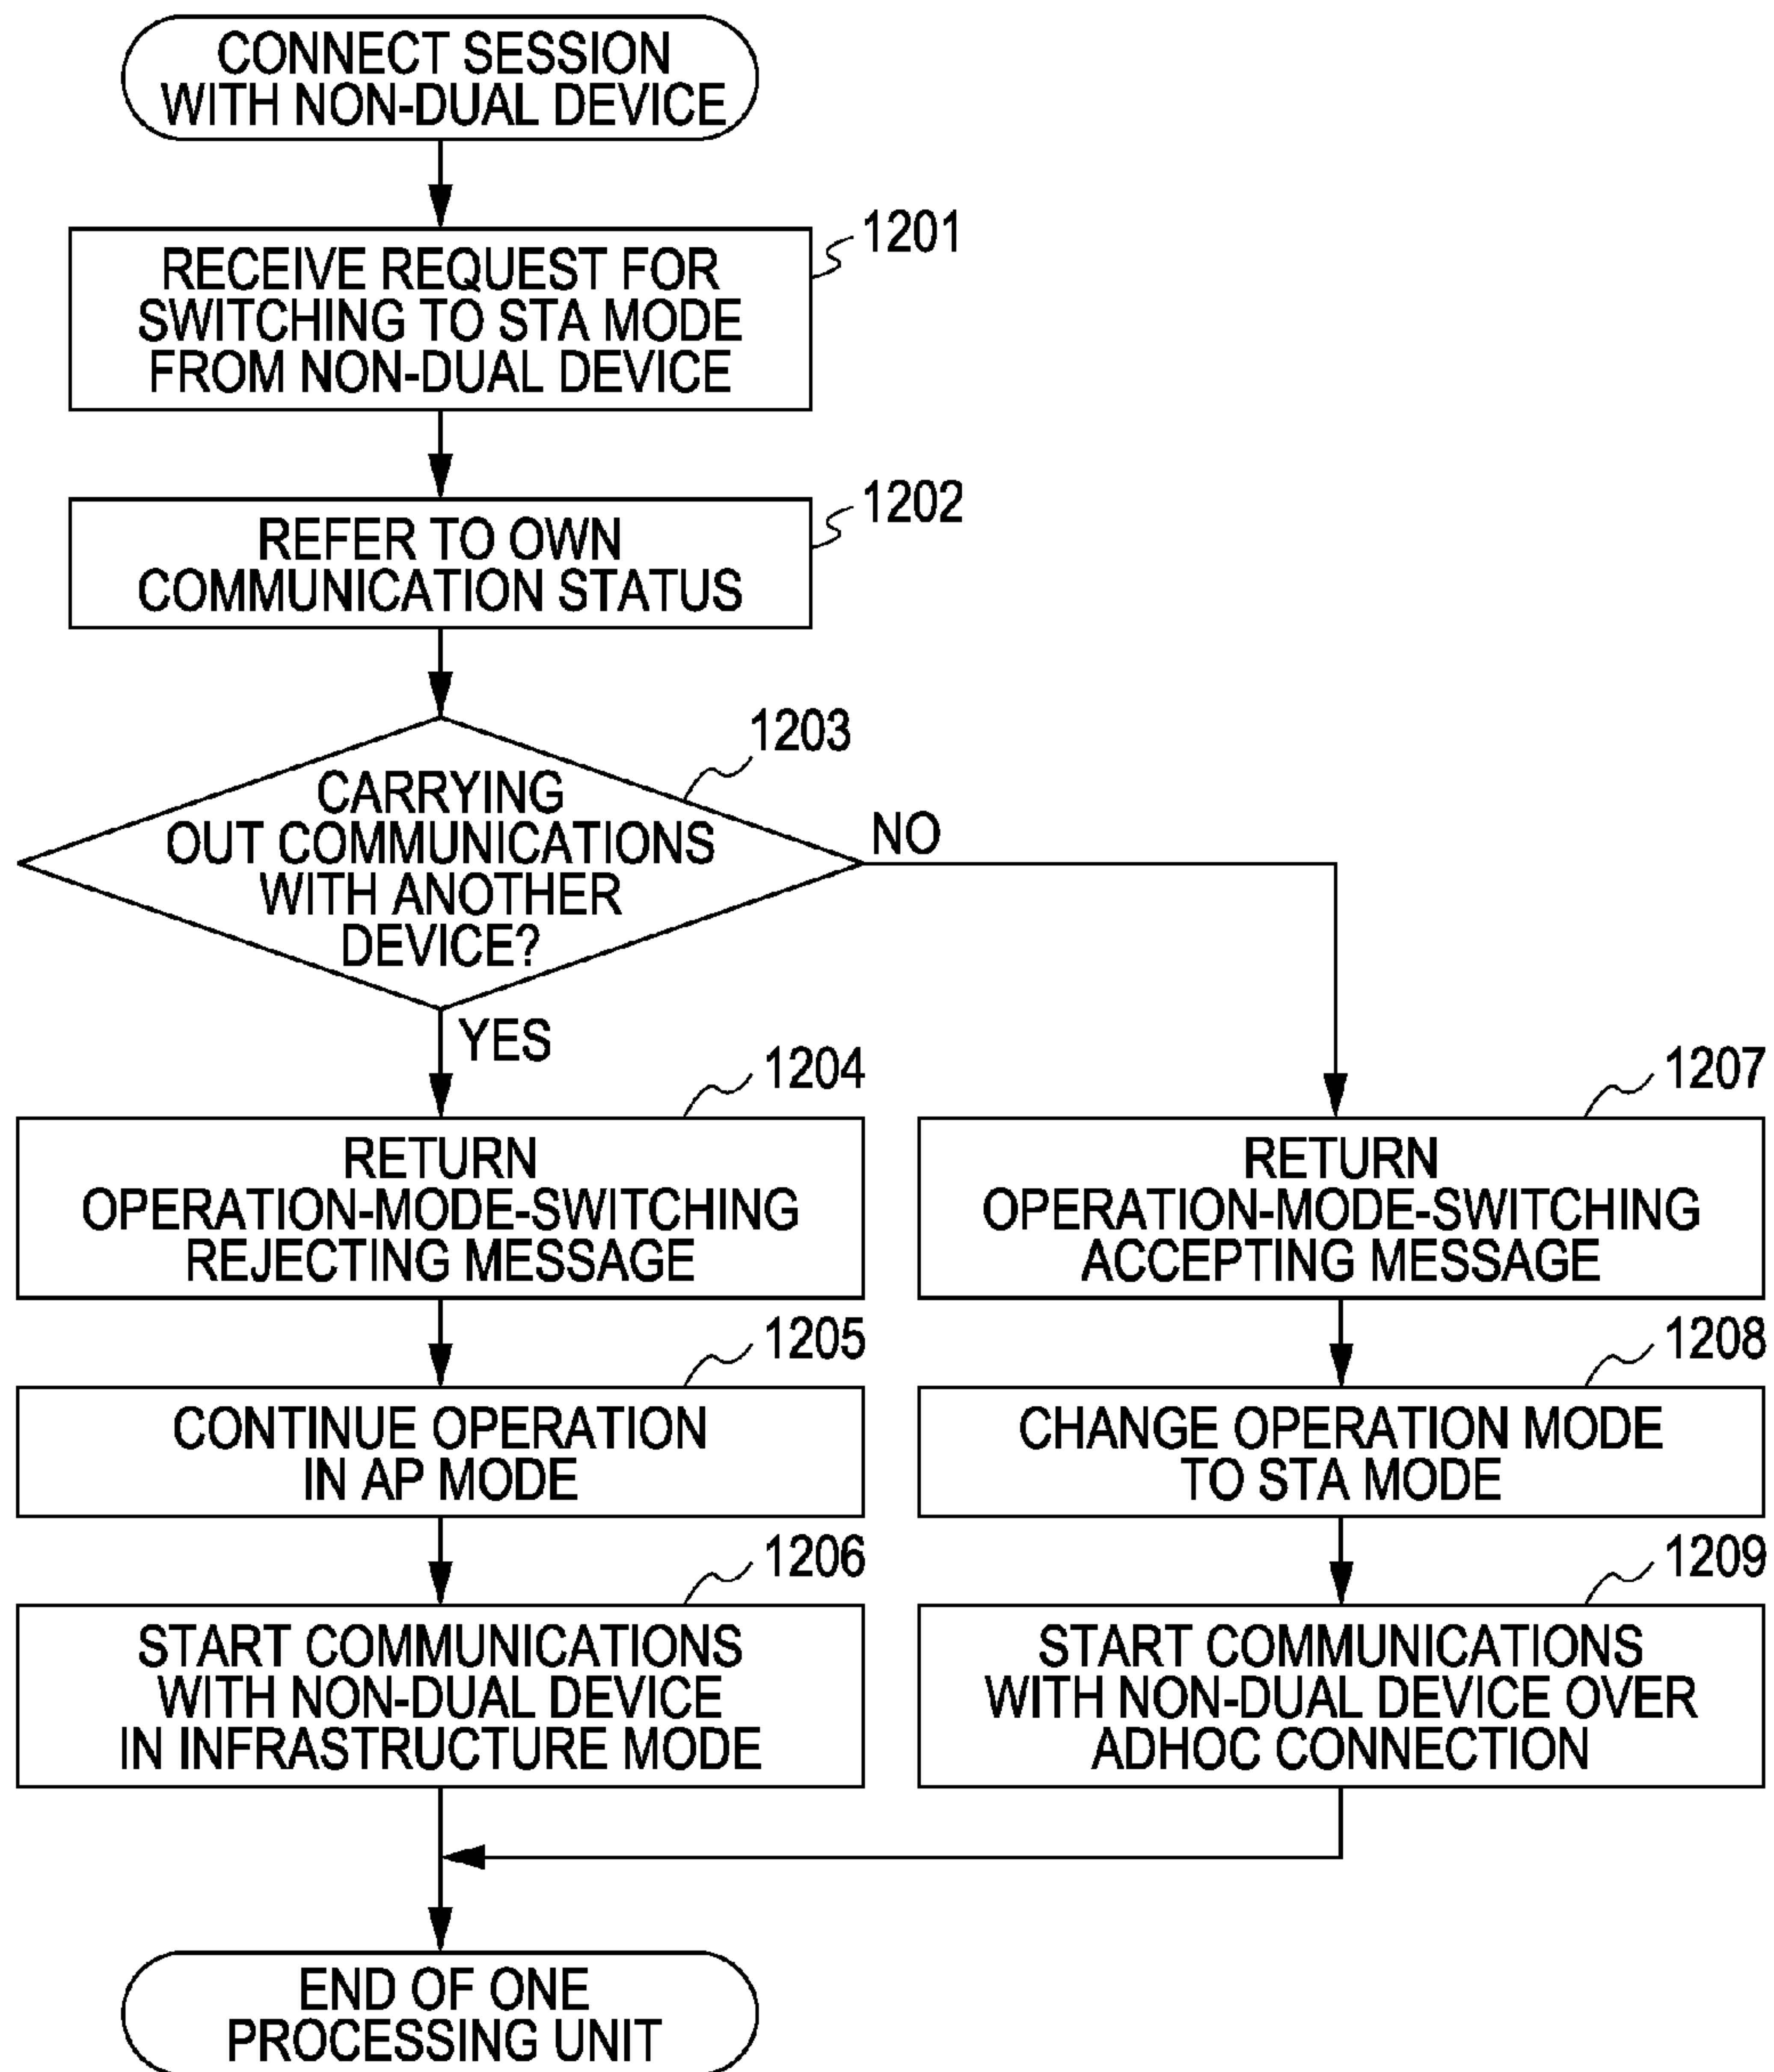 CONNECT SESSION
WITH NON-DUAL DEVICE
1201
RECEIVE REQUEST FOR
SWITCHING TO STA MODE
FROM NON-DUAL DEVICE
1202
REFER TO OWN
COMMUNICATION STATUS
1203
CARRYING
OUT COMMUNICATIONS
WITH ANOTHER
DEVICE?
NO
YES
1204
RETURN
OPERATION-MODE-SWITCHING
REJECTING MESSAGE
1205
CONTINUE OPERATION
IN AP MODE
1206
START COMMUNICATIONS
WITH NON-DUAL DEVICE
IN INFRASTRUCTURE MODE
1207
RETURN
OPERATION-MODE-SWITCHING
ACCEPTING MESSAGE
1208
CHANGE OPERATION MODE
TO STA MODE
1209
START COMMUNICATIONS
WITH NON-DUAL DEVICE OVER
ADHOC CONNECTION
END OF ONE
PROCESSING UNIT